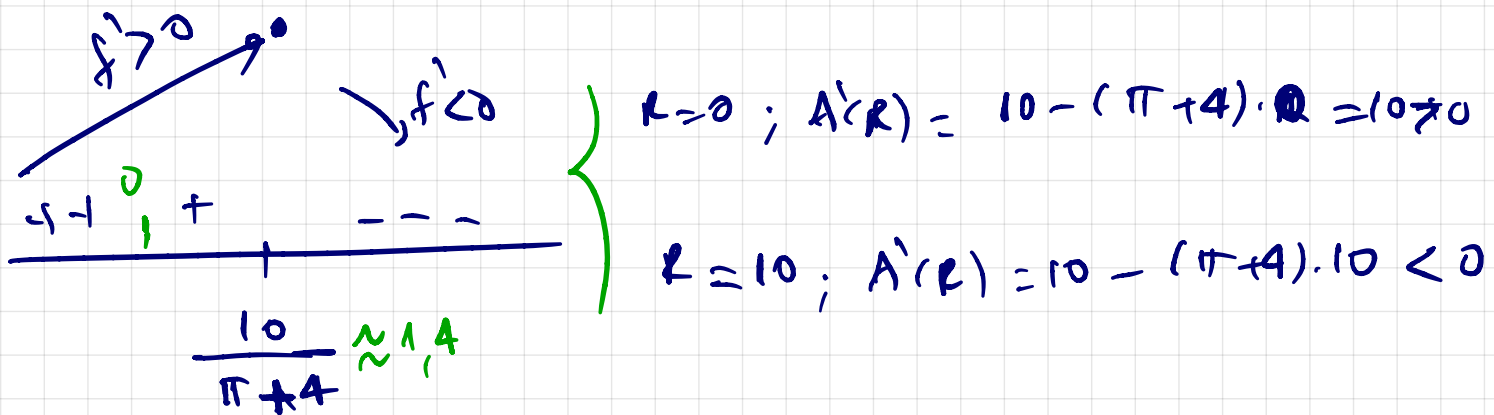 f'>0
f'<0
R=0 ; A'(R) = 10-(π+4)·0 =10>0
++ 0 + ---
R=10 ; A'(R) =10-(π+4).10 <0
10/(π+4) ≈1,4